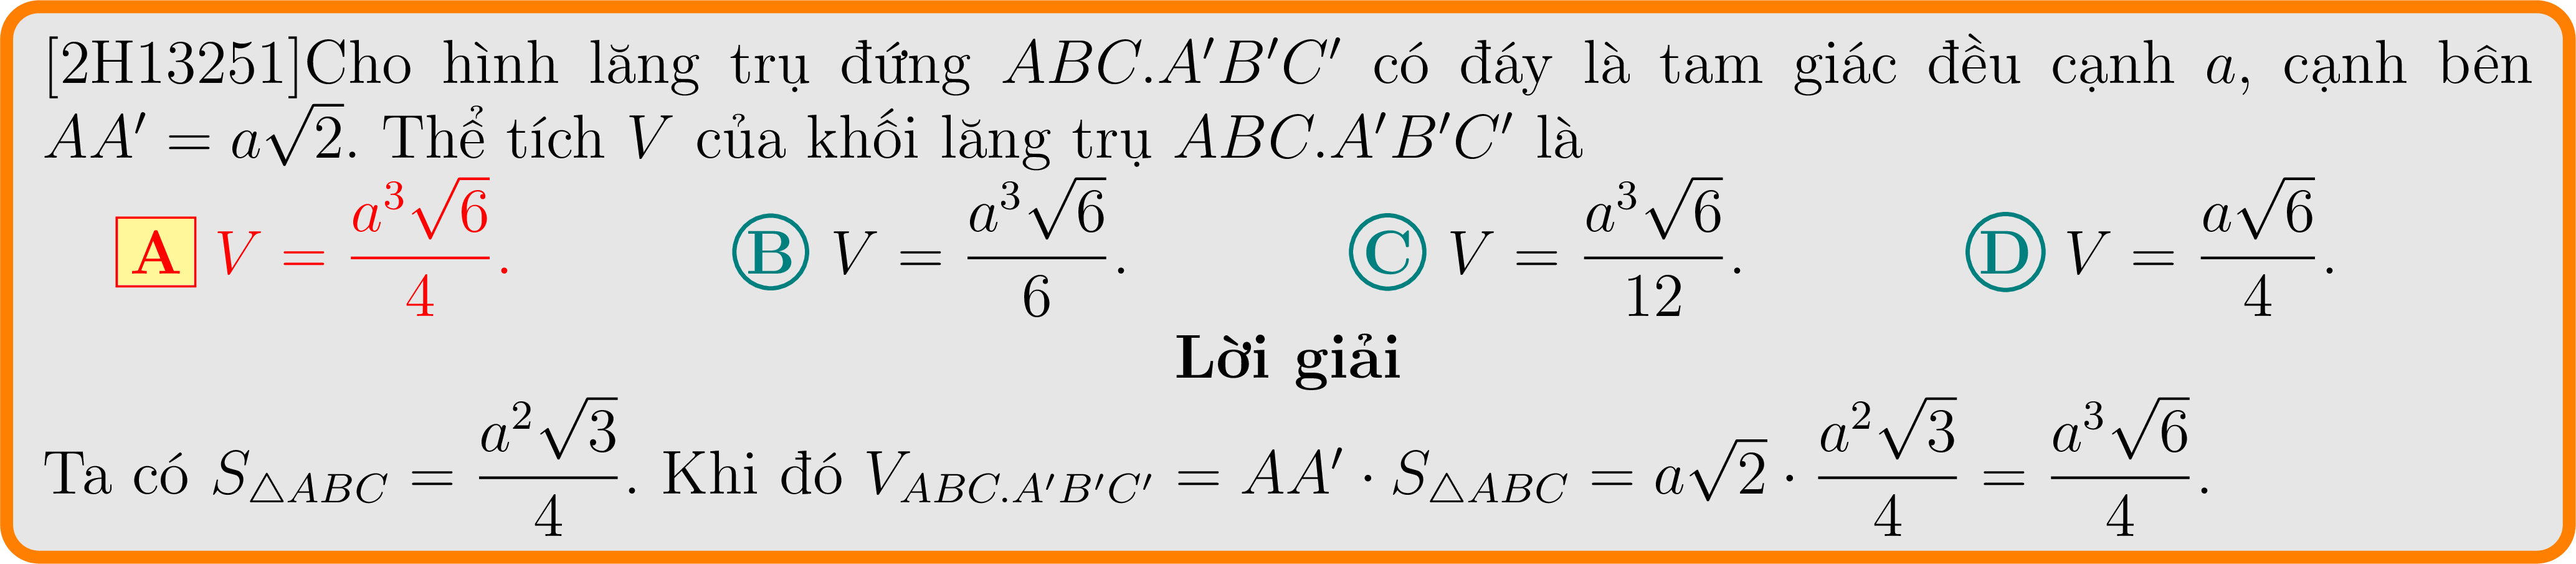 [2H13251]Cho hình lăng trụ đứng ABC.A′B′C′ có đáy là tam giác đều cạnh a, cạnh bên
AA′ = a√2. Thể tích V của khối lăng trụ ABC.A′B′C′ là
A V = \frac{a^3\sqrt{6}}{4}. B V = \frac{a^3\sqrt{6}}{6}. C V = \frac{a^3\sqrt{6}}{12}. D V = \frac{a\sqrt{6}}{4}.
Lời giải
Ta có S_{\triangle ABC} = \frac{a^2\sqrt{3}}{4}. Khi đó V_{ABC.A′B′C′} = AA′ · S_{\triangle ABC} = a\sqrt{2} · \frac{a^2\sqrt{3}}{4} = \frac{a^3\sqrt{6}}{4}.